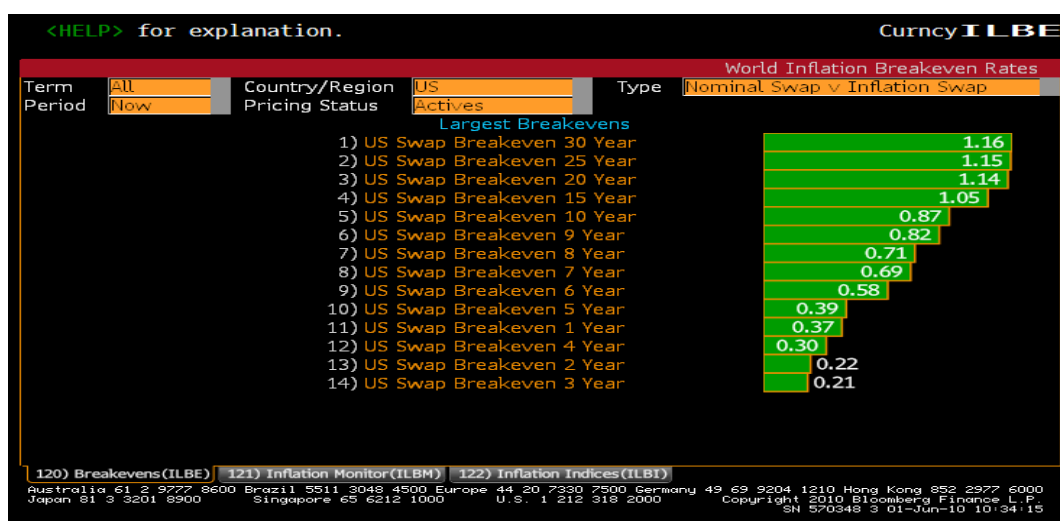 <HELP> for explanation. Curncy ILBE
World Inflation Breakeven Rates
Term All Country/Region US Type Nominal Swap v Inflation Swap
Period Now Pricing Status Actives
Largest Breakevens
1) US Swap Breakeven 30 Year 1.16
2) US Swap Breakeven 25 Year 1.15
3) US Swap Breakeven 20 Year 1.14
4) US Swap Breakeven 15 Year 1.05
5) US Swap Breakeven 10 Year 0.87
6) US Swap Breakeven 9 Year 0.82
7) US Swap Breakeven 8 Year 0.71
8) US Swap Breakeven 7 Year 0.69
9) US Swap Breakeven 6 Year 0.58
10) US Swap Breakeven 5 Year 0.39
11) US Swap Breakeven 1 Year 0.37
12) US Swap Breakeven 4 Year 0.30
13) US Swap Breakeven 2 Year 0.22
14) US Swap Breakeven 3 Year 0.21
120) Breakevens(ILBE) 121) Inflation Monitor(ILBM) 122) Inflation Indices(ILBI)
Australia 61 2 9777 8600 Brazil 5511 3048 4500 Europe 44 20 7330 7500 Germany 49 69 9204 1210 Hong Kong 852 2977 6000
Japan 81 3 3201 8900 Singapore 65 6212 1000 U.S. 1 212 318 2000 Copyright 2010 Bloomberg Finance L.P.
SN 570348 3 01-Jun-10 10:34:15